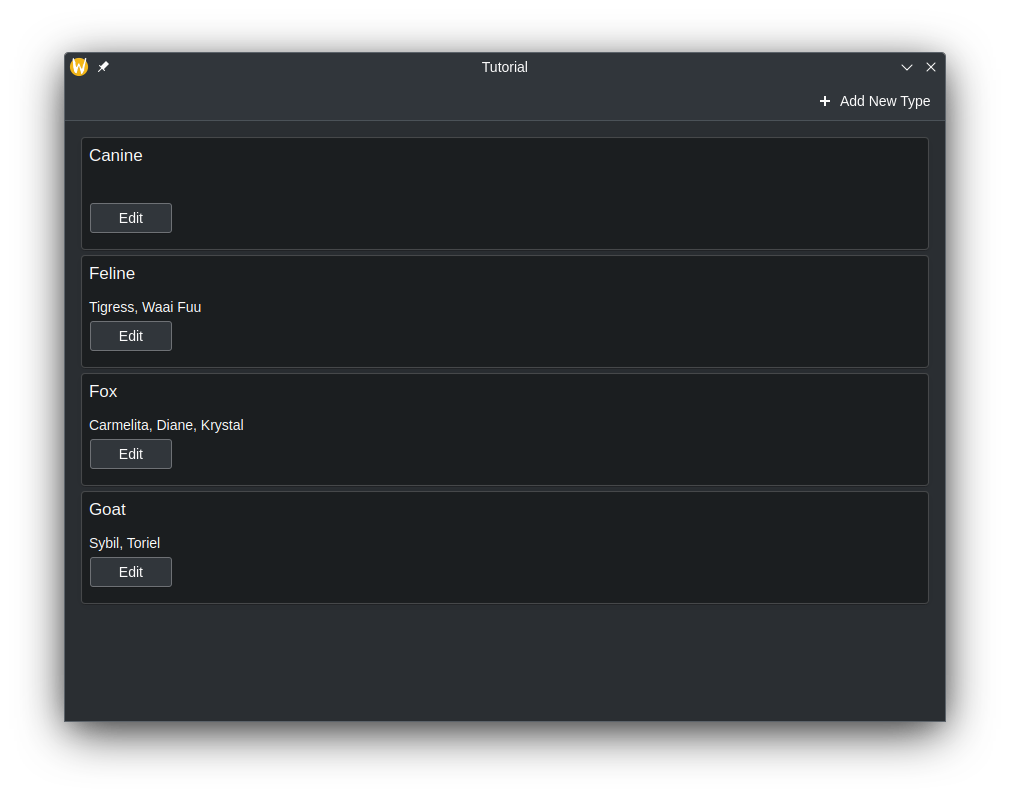 Tutorial
Add New Type
Canine
Edit
Feline
Tigress, Waai Fuu
Edit
Fox
Carmelita, Diane, Krystal
Edit
Goat
Sybil, Toriel
Edit